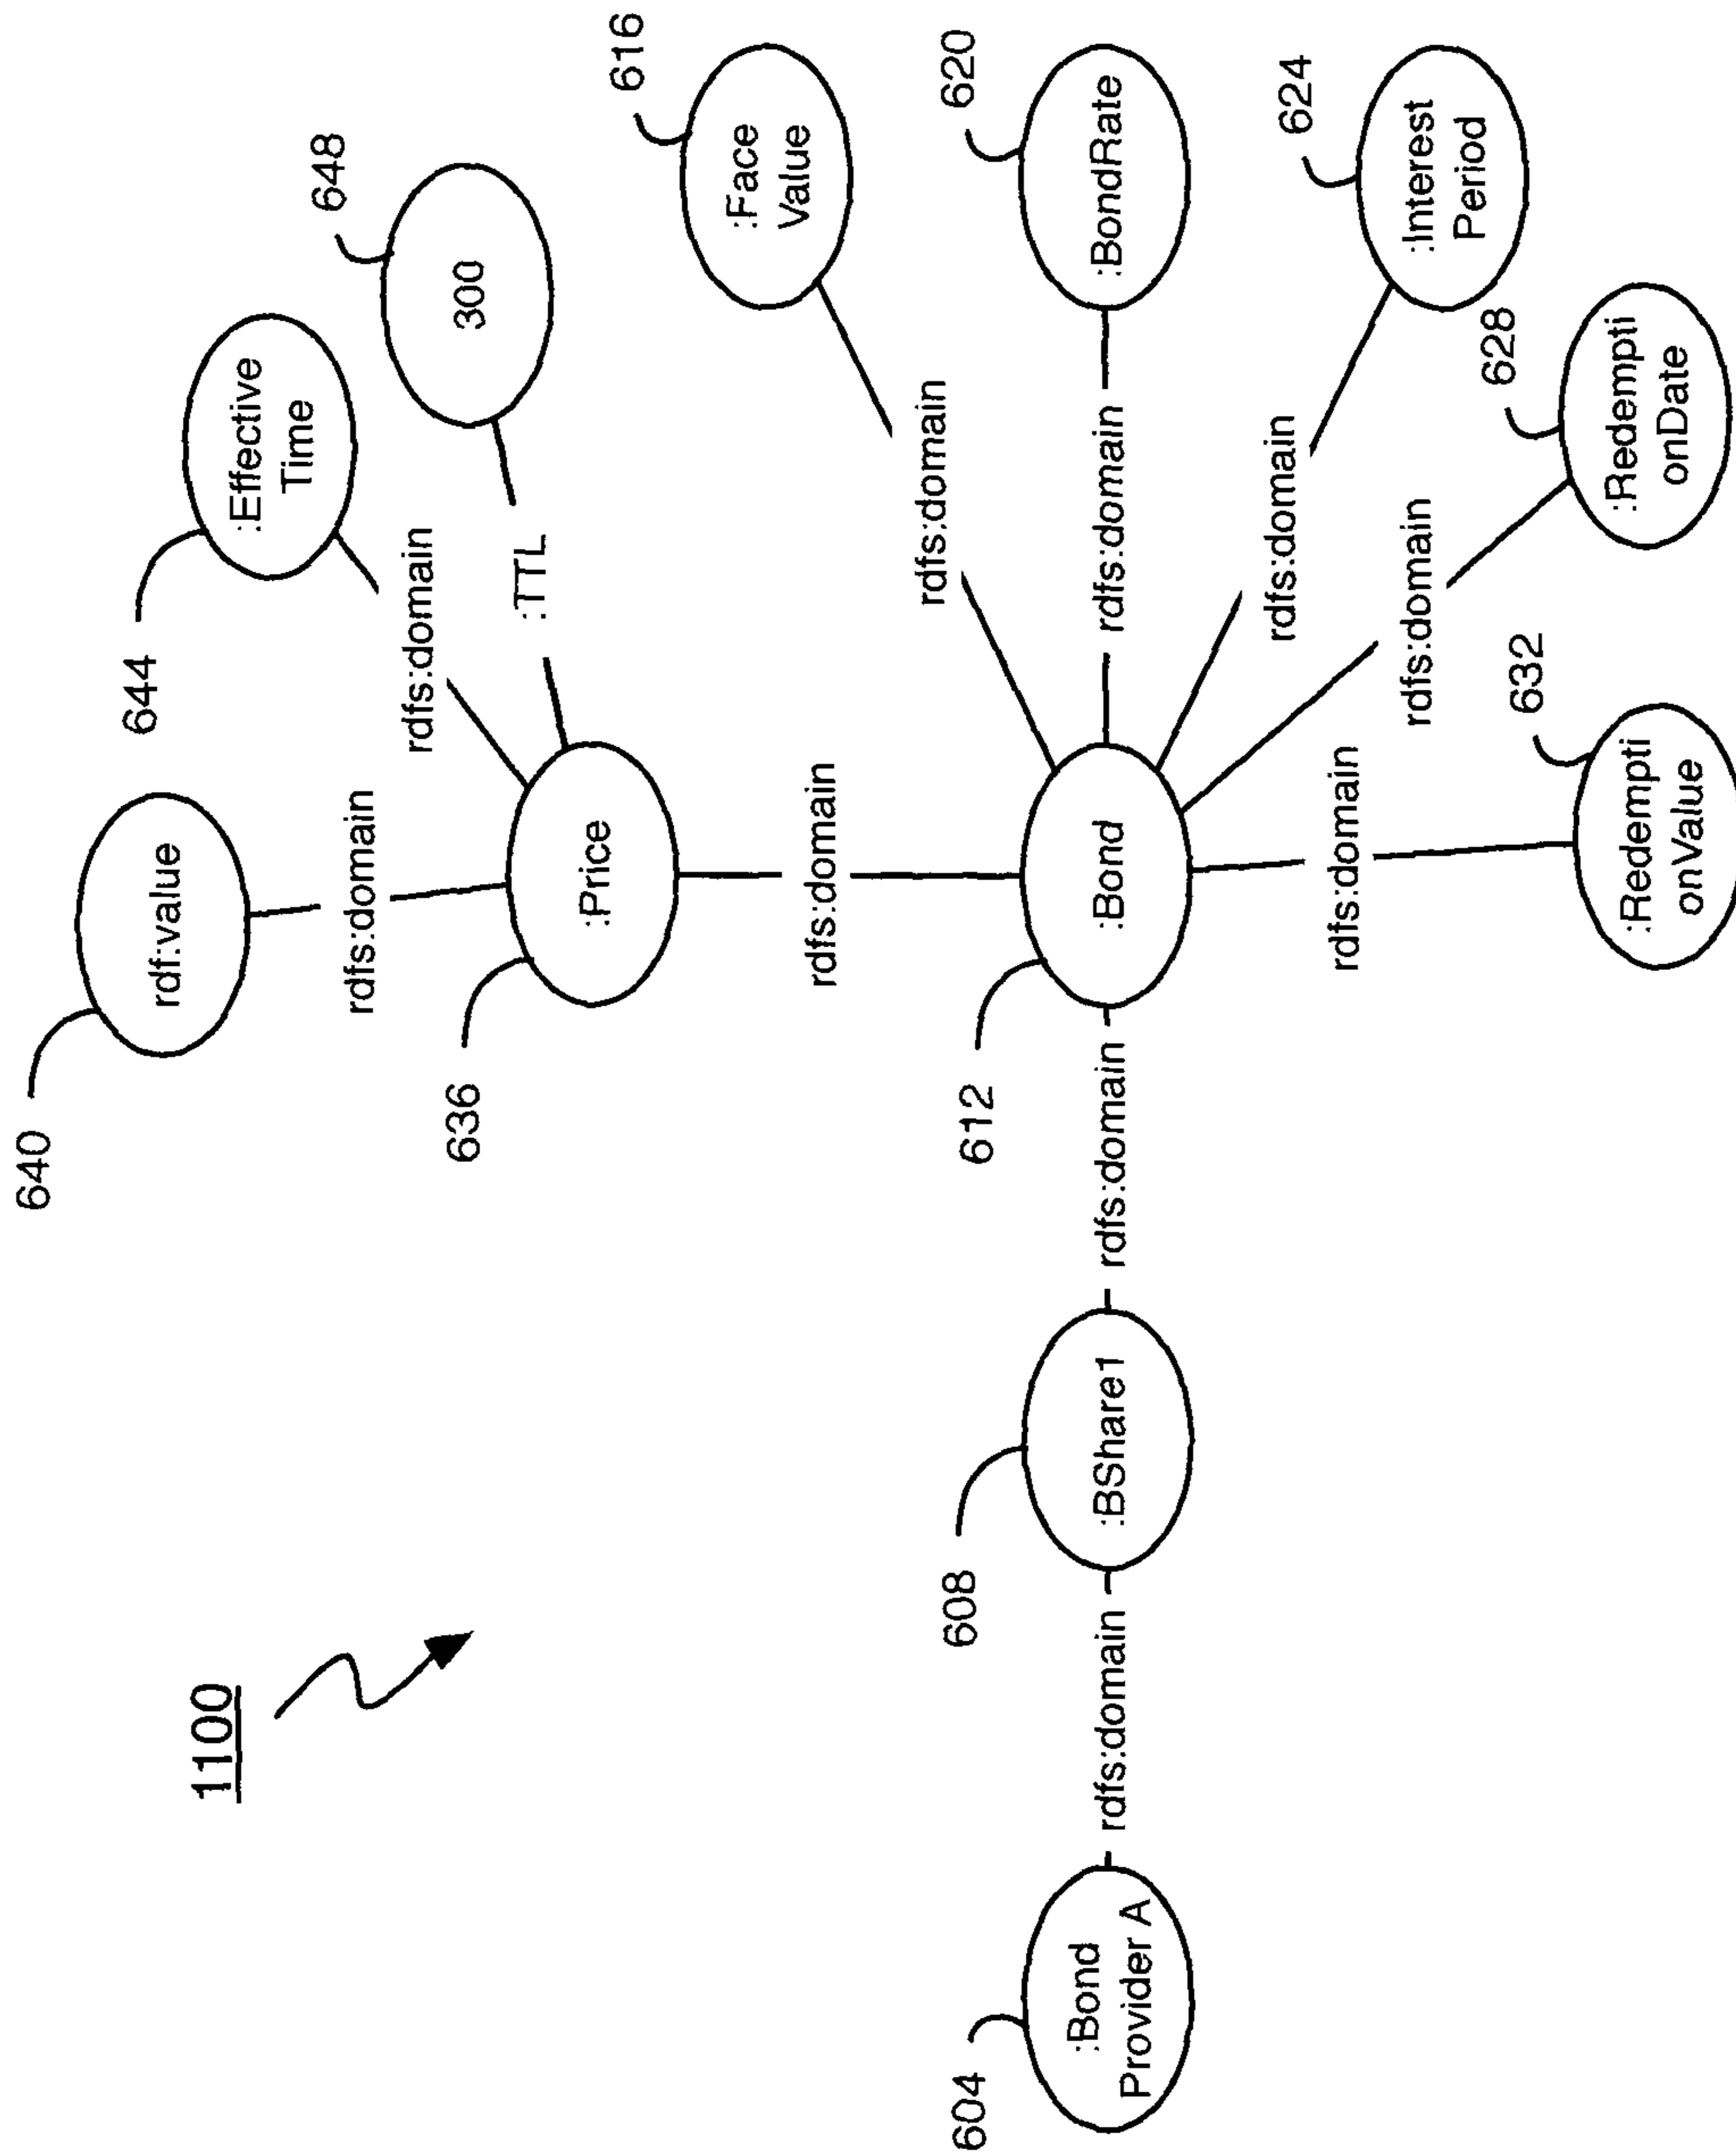 1100
640
rdf:value
rdfs:domain
644
:Effective
Time
rdfs:domain
648
300
:TTL
636
:Price
rdfs:domain
616
:Face
Value
rdfs:domain
604
:Bond
Provider A
rdfs:domain
608
:BShare1
rdfs:domain
612
:Bond
rdfs:domain
620
:BondRate
rdfs:domain
624
:Interest
Period
rdfs:domain
628
:Redempti
onDate
rdfs:domain
632
:Redempti
onValue